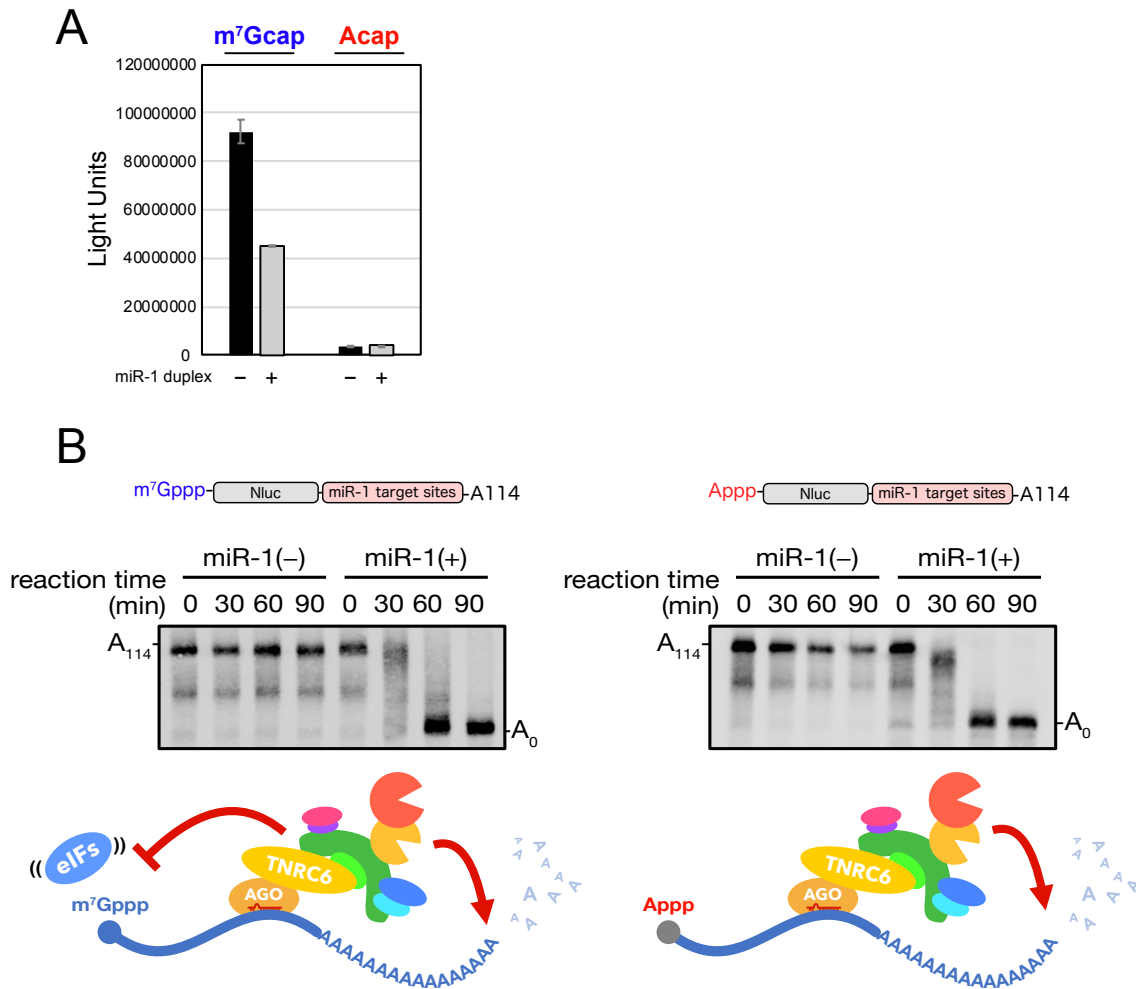 A
m⁷Gcap Acap
120000000
100000000
80000000
60000000
40000000
20000000
0
Light Units
miR-1 duplex − + − +
B
m⁷Gppp Nluc miR-1 target sites A114
miR-1(−) miR-1(+)
reaction time
(min) 0 30 60 90 0 30 60 90
A₁₁₄
A₀
eIFs
m⁷Gppp
TNRC6
AGO
AAAAAAAAAAAAAAAA
A A A A A A A A A
Appp Nluc miR-1 target sites A114
miR-1(−) miR-1(+)
reaction time
(min) 0 30 60 90 0 30 60 90
A₁₁₄
A₀
Appp
TNRC6
AGO
AAAAAAAAAAAAAAAA
A A A A A A A A A